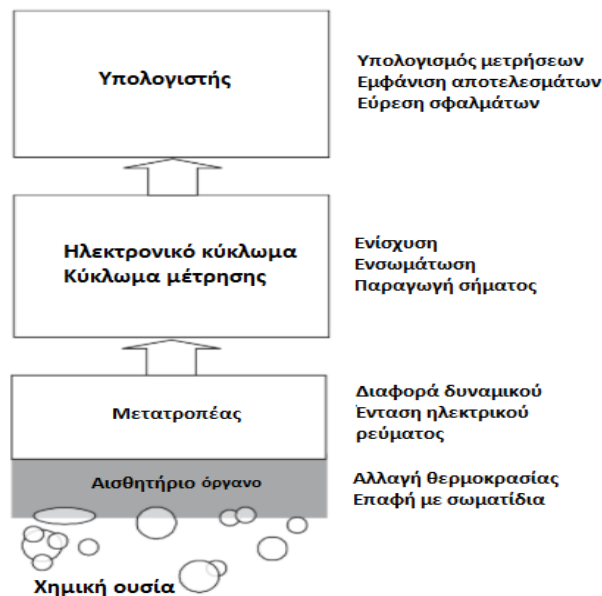 Υπολογιστής
Υπολογισμός μετρήσεων
Εμφάνιση αποτελεσμάτων
Εύρεση σφαλμάτων
Ηλεκτρονικό κύκλωμα
Κύκλωμα μέτρησης
Ενίσχυση
Ενσωμάτωση
Παραγωγή σήματος
Μετατροπέας
Διαφορά δυναμικού
Ένταση ηλεκτρικού
ρεύματος
Αισθητήριο όργανο
Αλλαγή θερμοκρασίας
Επαφή με σωματίδια
Χημική ουσία